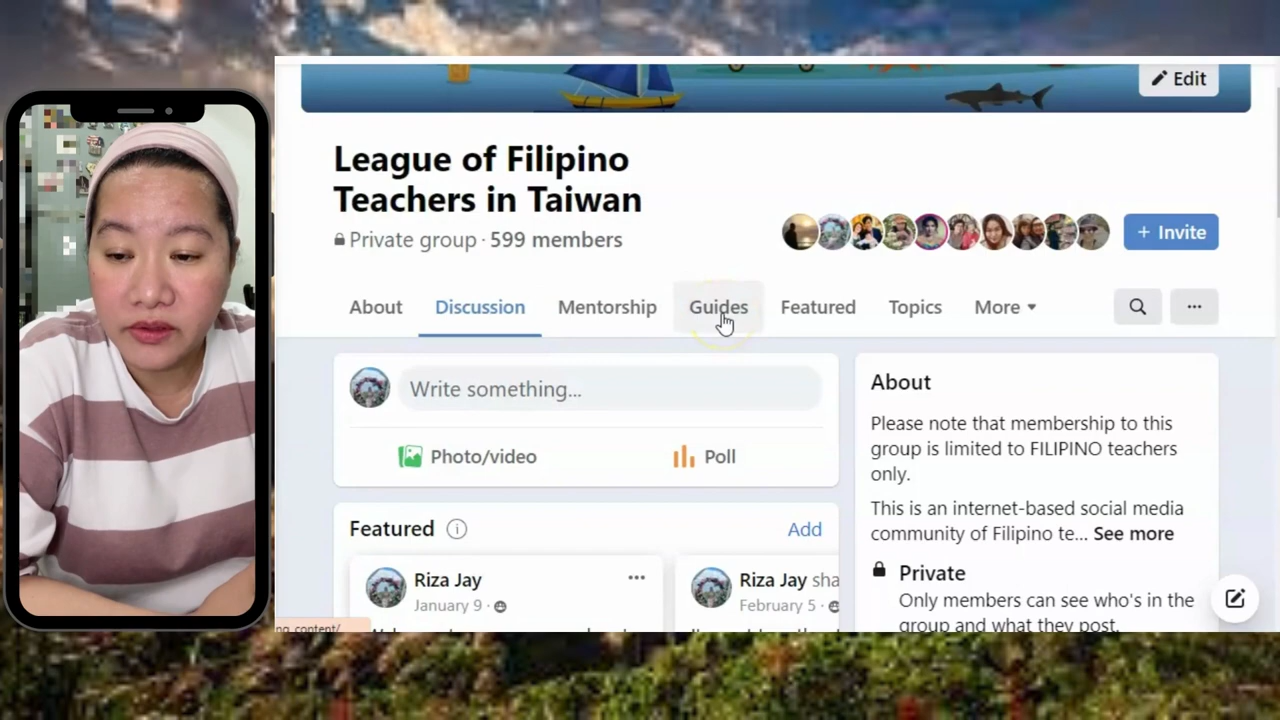 Edit
League of Filipino
Teachers in Taiwan
Private group · 599 members
+ Invite
About
Discussion
Mentorship
Guides
Featured
Topics
More
Write something...
Photo/video
Poll
Featured
Add
Riza Jay
January 9 ·
Riza Jay sha
February 5 ·
About
Please note that membership to this
group is limited to FILIPINO teachers
only.
This is an internet-based social media
community of Filipino te... See more
Private
Only members can see who's in the
group and what they post.